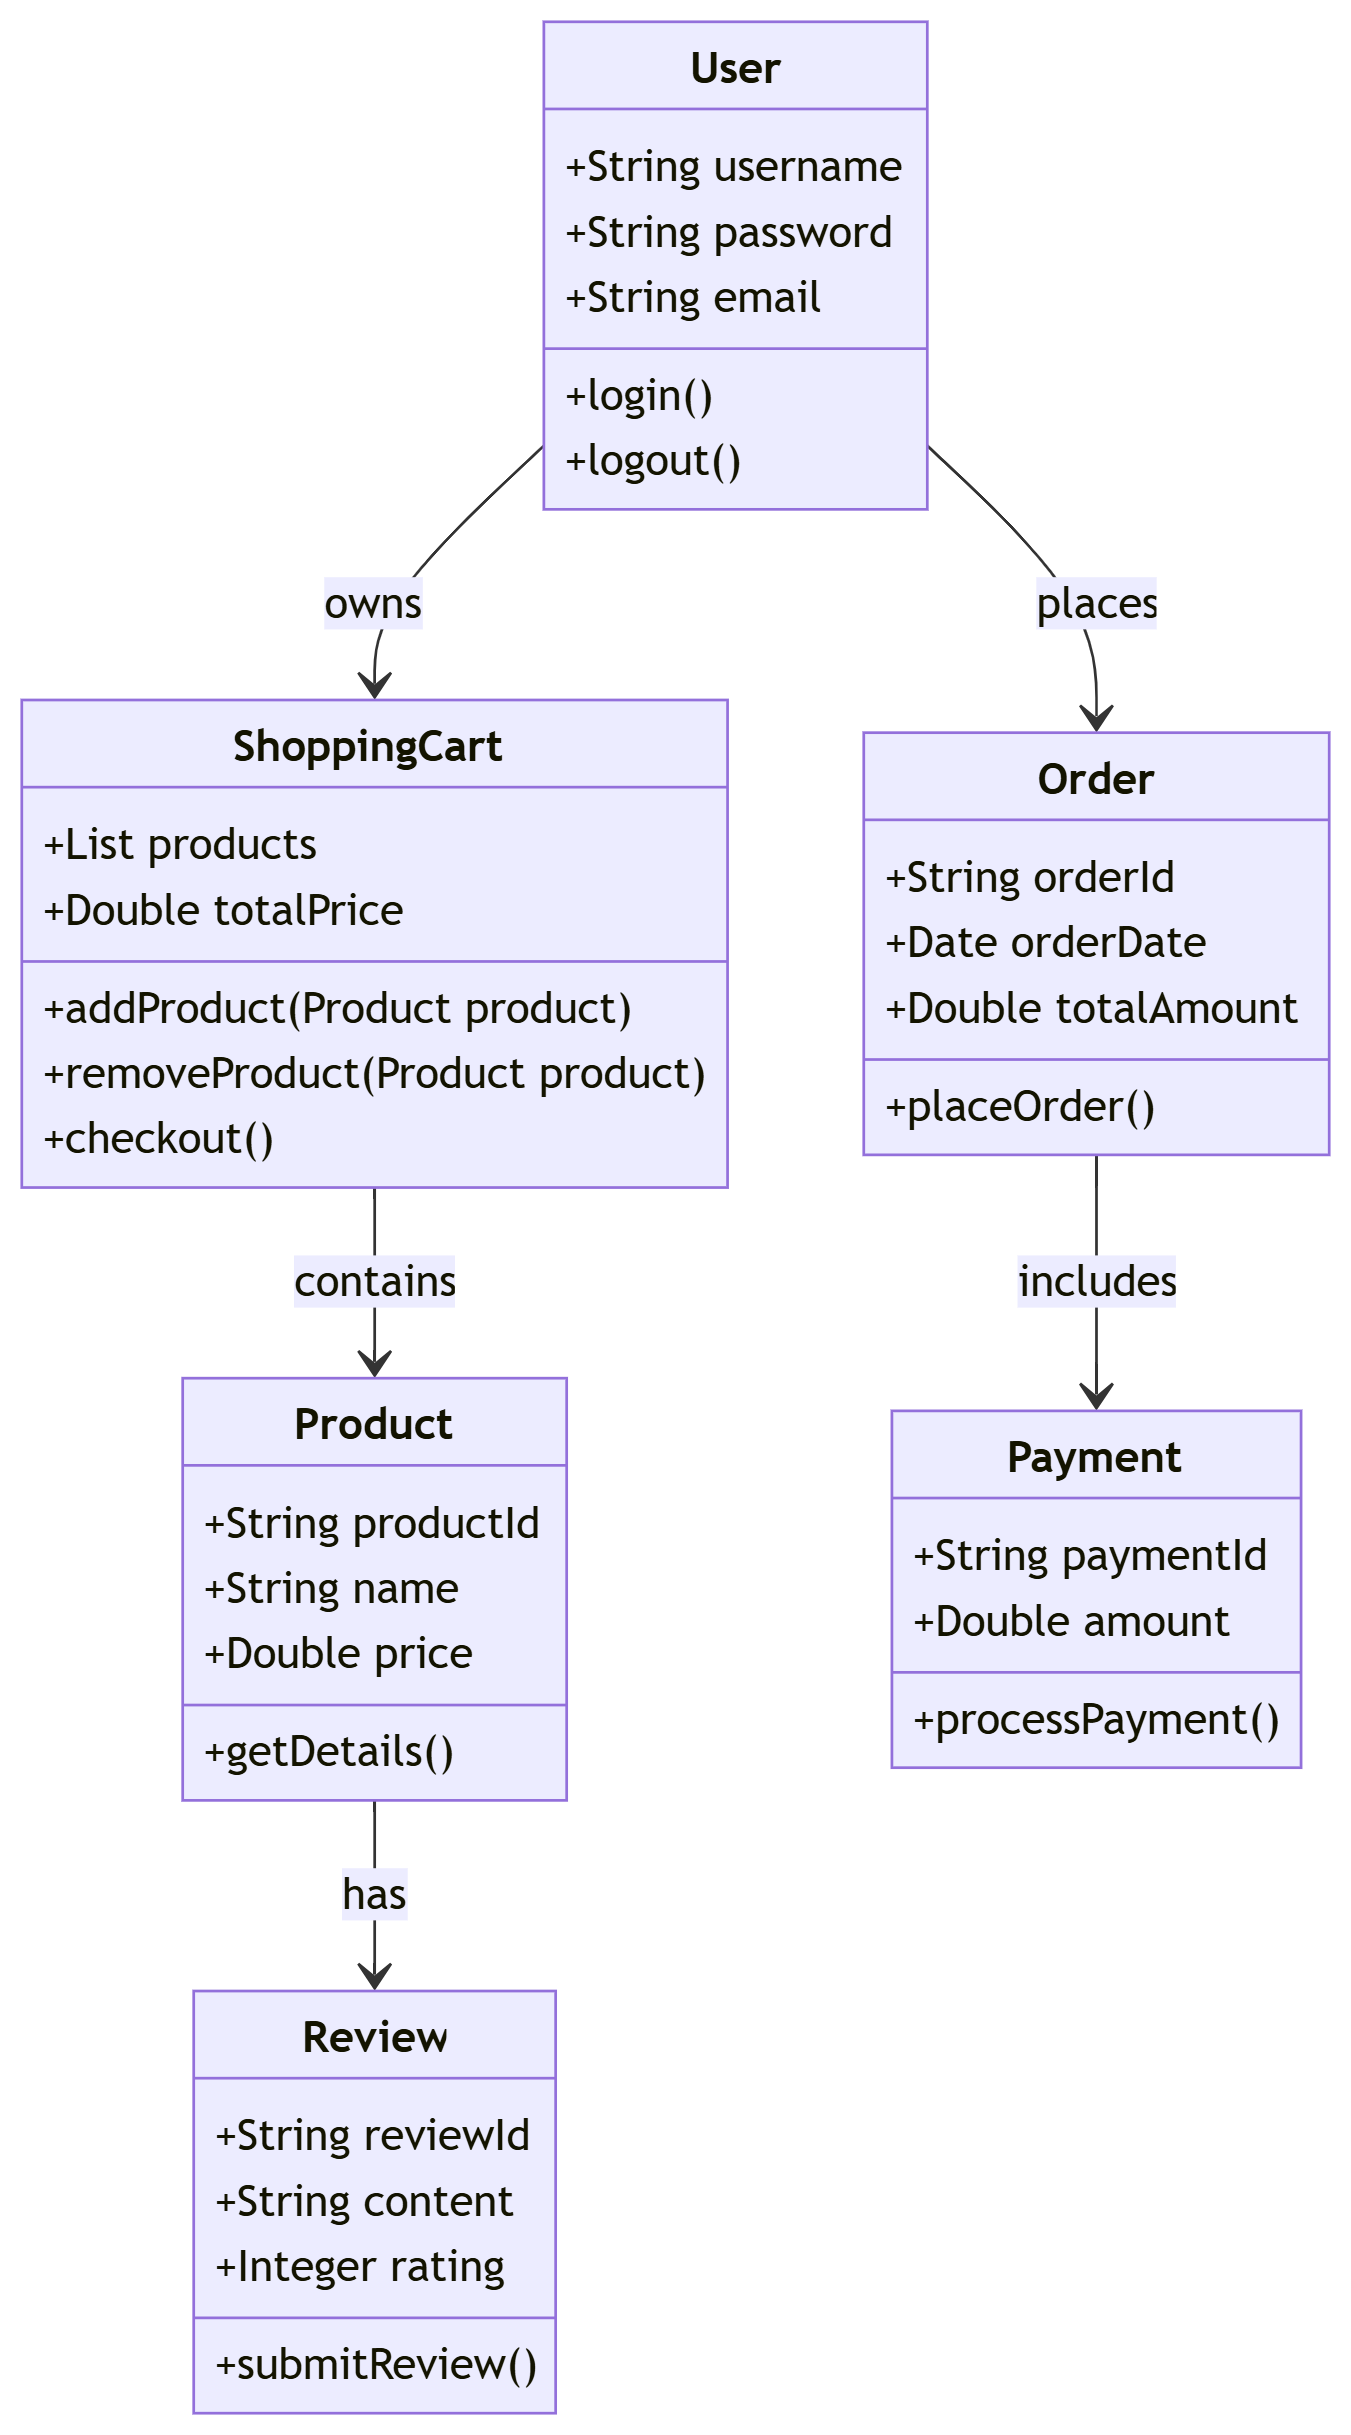 User
+String username
+String password
+String email
+login()
+logout()
owns
places
ShoppingCart
+List products
+Double totalPrice
+addProduct(Product product)
+removeProduct(Product product)
+checkout()
Order
+String orderId
+Date orderDate
+Double totalAmount
+placeOrder()
contains
includes
Product
+String productId
+String name
+Double price
+getDetails()
Payment
+String paymentId
+Double amount
+processPayment()
has
Review
+String reviewId
+String content
+Integer rating
+submitReview()